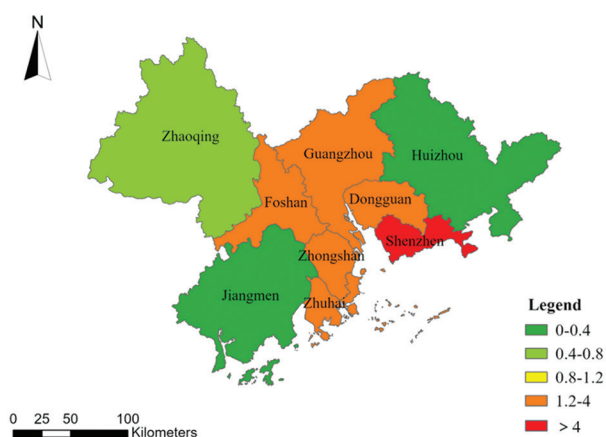 N
Zhaoqing
Guangzhou
Huizhou
Foshan
Dongguan
Shenzhen
Zhongshan
Jiangmen
Zhuhai
Legend
0-0.4
0.4-0.8
0.8-1.2
1.2-4
> 4
0 25 50 100
Kilometers